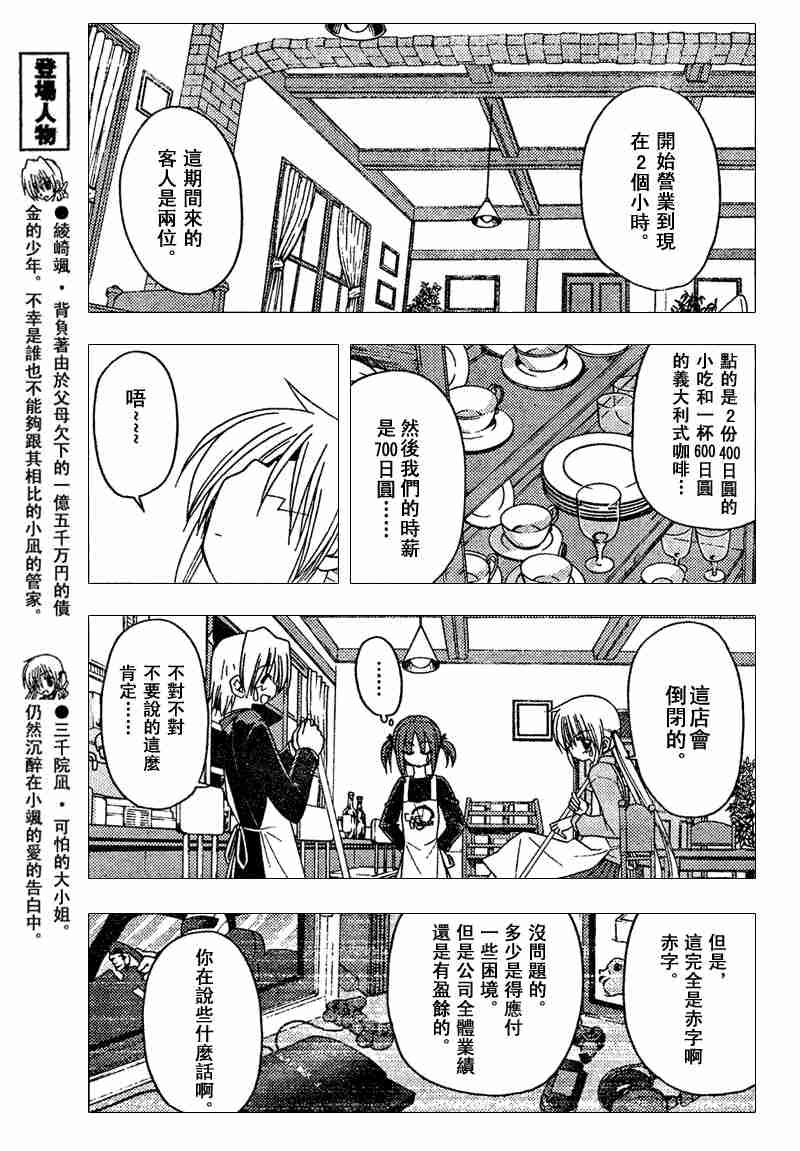 開始營業到現
在2個小時。
這期間來的
客人是兩位。
點的是2份400日圓的
小吃和一杯600日圓
的義大利式咖啡…
然後我們的時薪
是700日圓……
唔~~~
這店會
倒閉的。
……
不對不對
不要說的這麼
肯定……
但是，
這完全是赤字啊
赤字。
沒問題的。
多少是得應付
一些困境。
但是公司全體業績
還是有盈餘的。
你在說些什麼話啊。
登場人物
●綾崎颯・背負著由於父母欠下的一億五千万円的債
金的少年。不幸是誰也不能夠跟其相比的小凪的管家。
●三千院凪・可怕的大小姐。
仍然沉醉在小颯的愛的告白中。